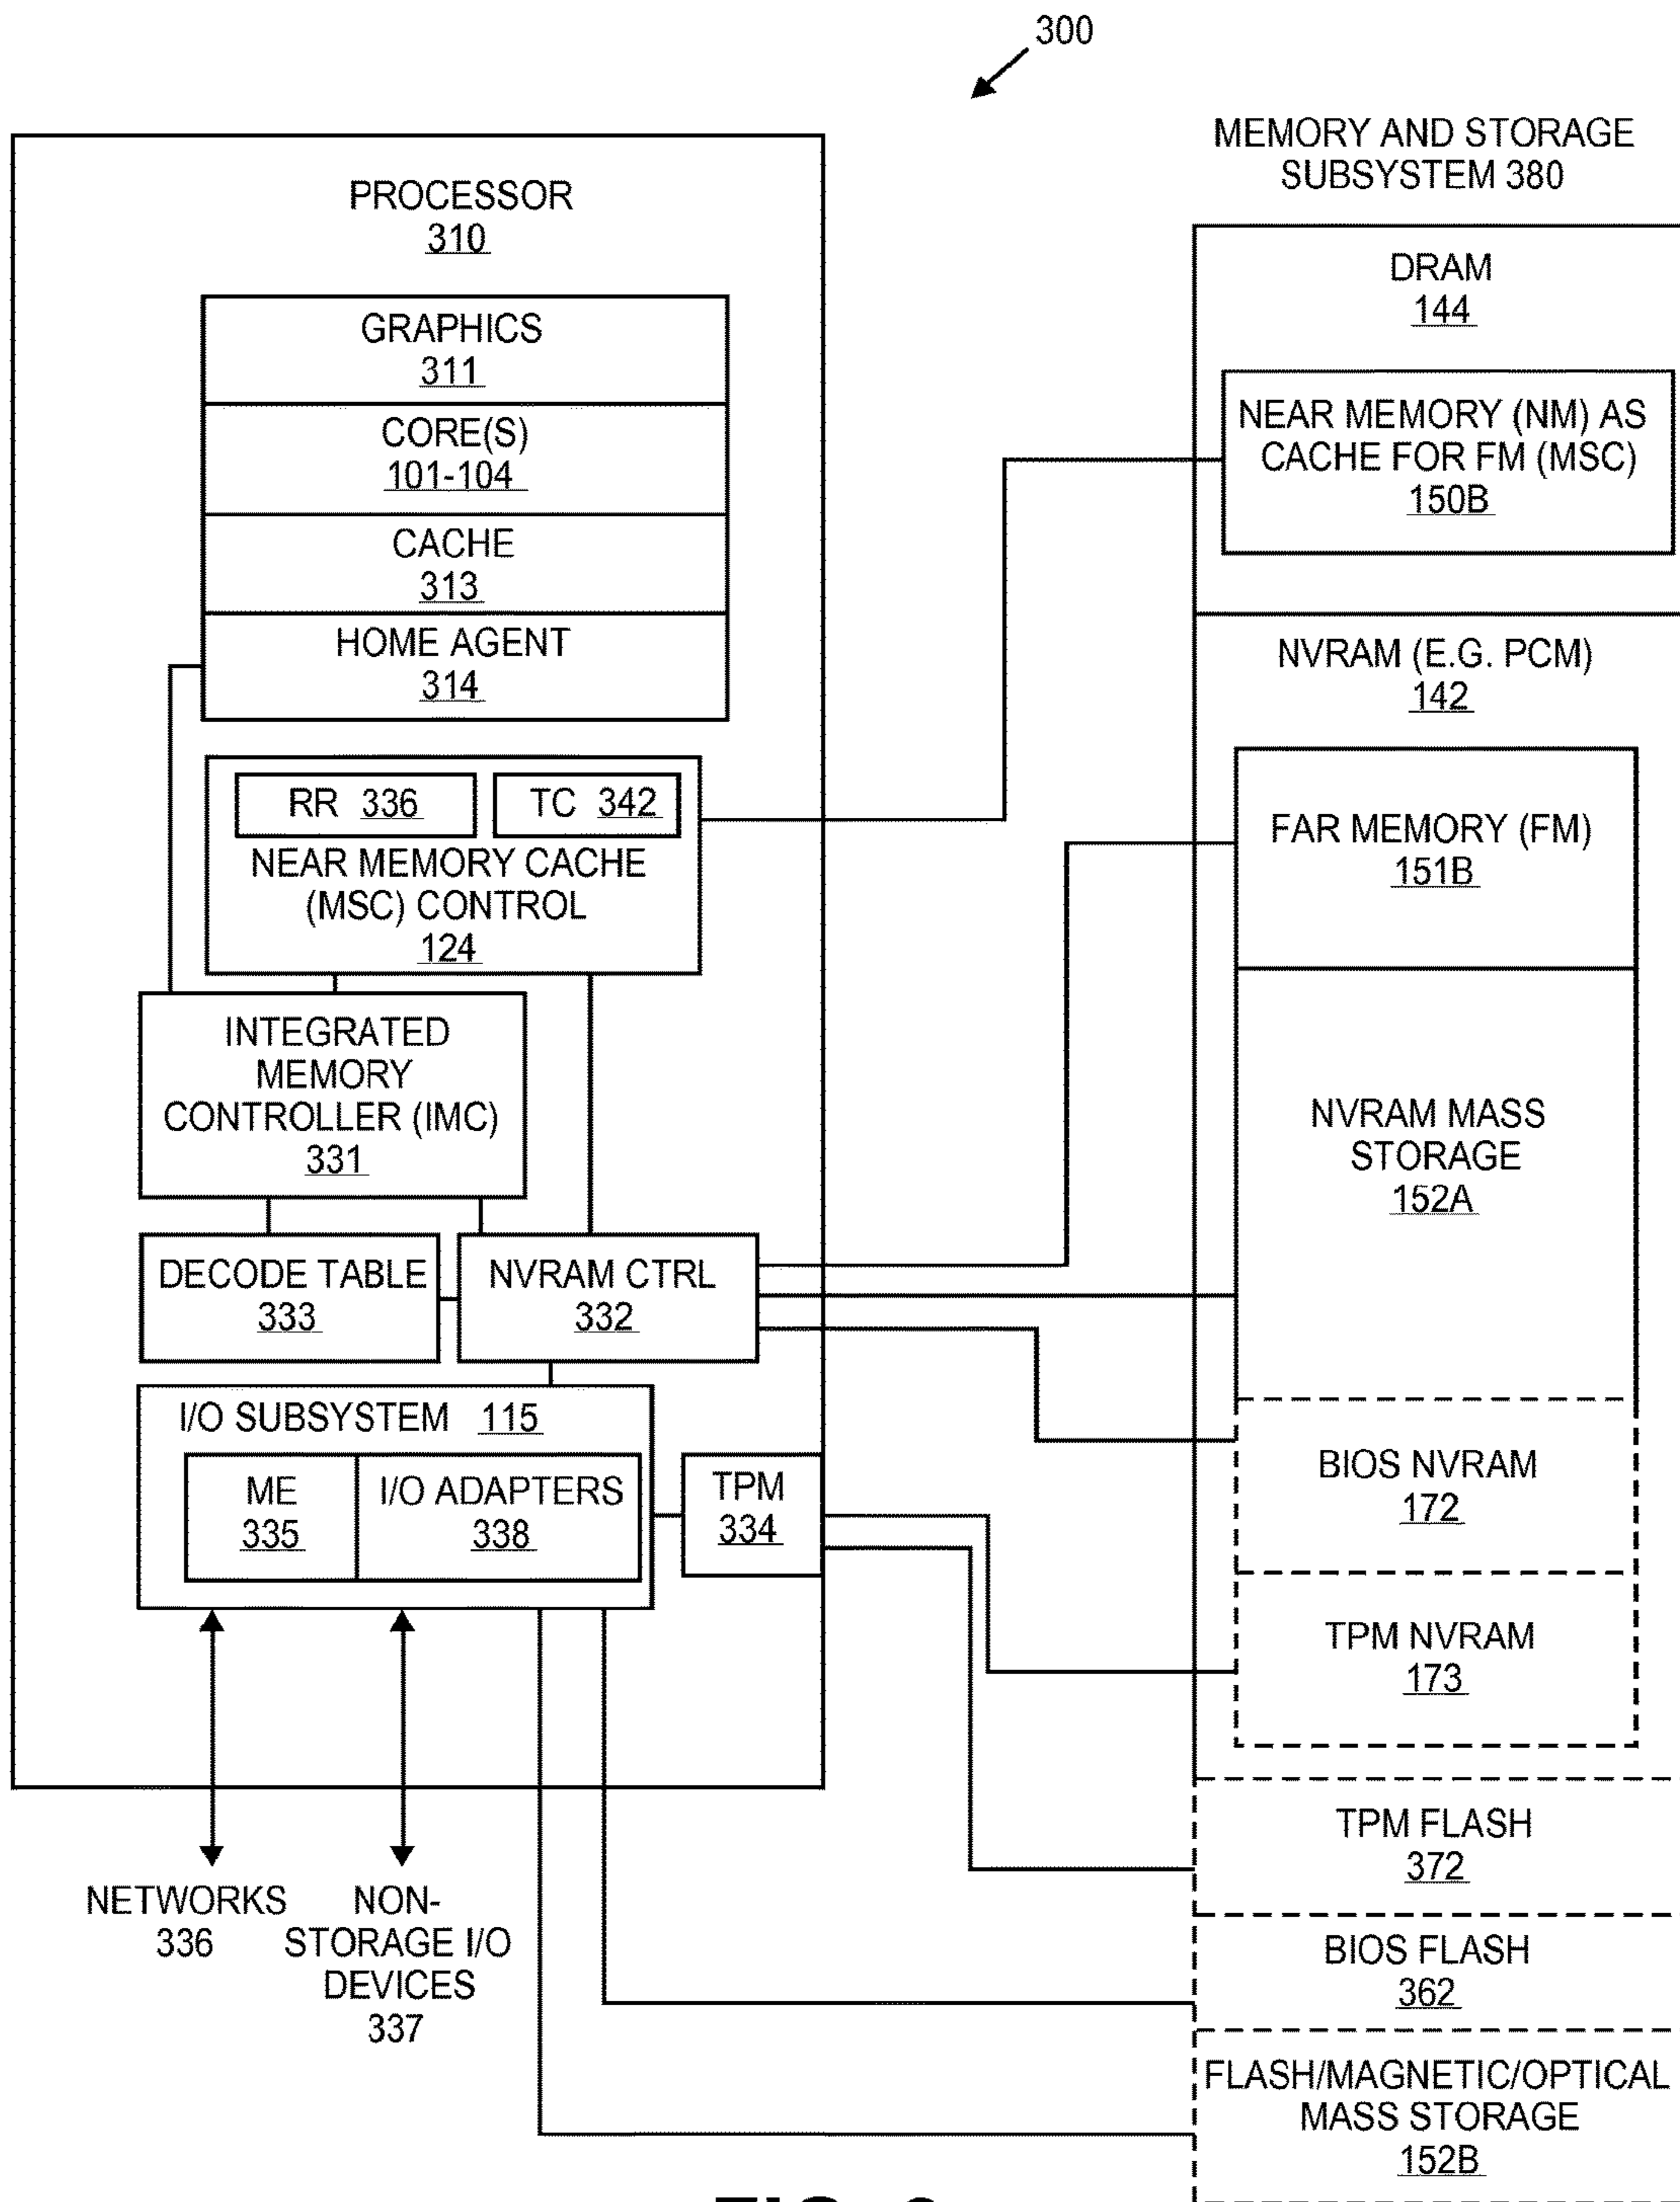 300
MEMORY AND STORAGE
SUBSYSTEM 380
PROCESSOR
310
GRAPHICS
311
CORE(S)
101-104
CACHE
313
HOME AGENT
314
RR 336
TC 342
NEAR MEMORY CACHE
(MSC) CONTROL
124
INTEGRATED
MEMORY
CONTROLLER (IMC)
331
DECODE TABLE
333
NVRAM CTRL
332
I/O SUBSYSTEM 115
ME
335
I/O ADAPTERS
338
TPM
334
NETWORKS
336
NON-
STORAGE I/O
DEVICES
337
DRAM
144
NEAR MEMORY (NM) AS
CACHE FOR FM (MSC)
150B
NVRAM (E.G. PCM)
142
FAR MEMORY (FM)
151B
NVRAM MASS
STORAGE
152A
BIOS NVRAM
172
TPM NVRAM
173
TPM FLASH
372
BIOS FLASH
362
FLASH/MAGNETIC/OPTICAL
MASS STORAGE
152B